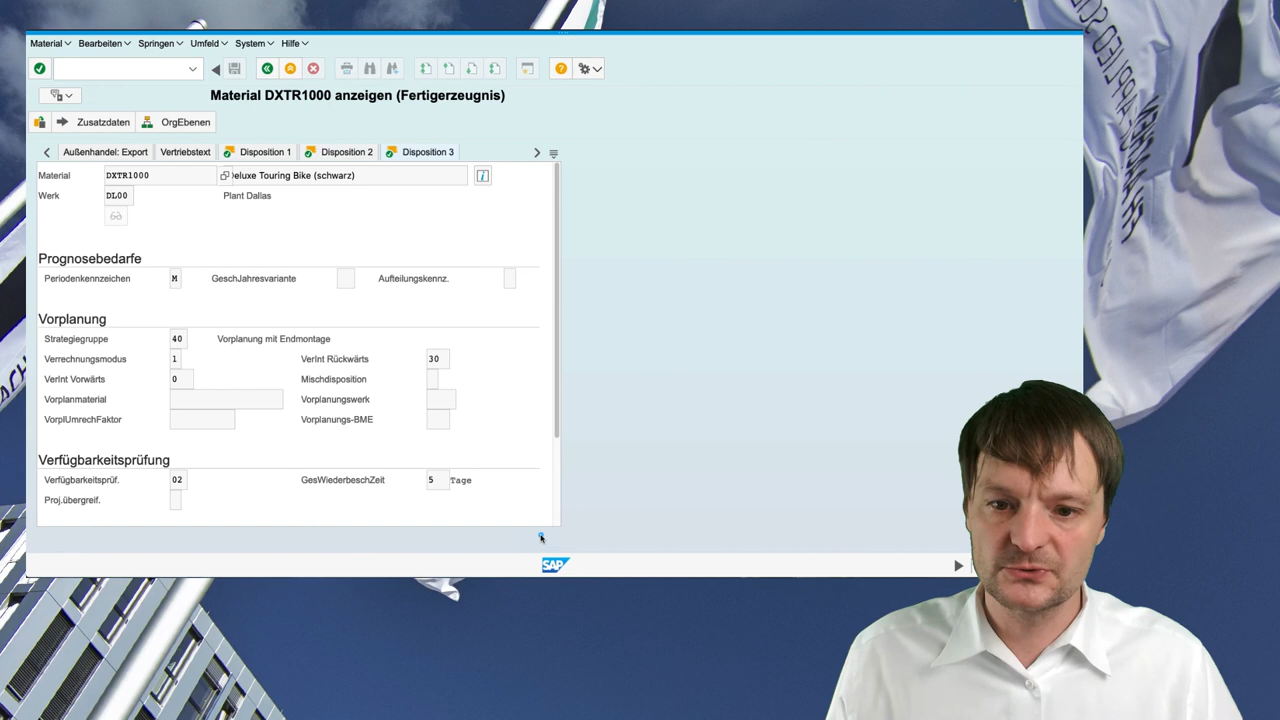 Material Bearbeiten Springen Umfeld System Hilfe
Material DXTR1000 anzeigen (Fertigerzeugnis)
Zusatzdaten OrgEbenen
Außenhandel: Export Vertriebstext Disposition 1 Disposition 2 Disposition 3
Material DXTR1000 eluxe Touring Bike (schwarz)
Werk DL00 Plant Dallas
Prognosebedarfe
Periodenkennzeichen M GeschJahresvariante Aufteilungskennz.
Vorplanung
Strategiegruppe 40 Vorplanung mit Endmontage
Verrechnungsmodus 1 VerInt Rückwärts 30
VerInt Vorwärts 0 Mischdisposition
Vorplanmaterial Vorplanungswerk
VorplUmrechFaktor Vorplanungs-BME
Verfügbarkeitsprüfung
Verfügbarkeitsprüf. 02 GesWiederbeschZeit 5 Tage
Proj.übergreif.
SAP